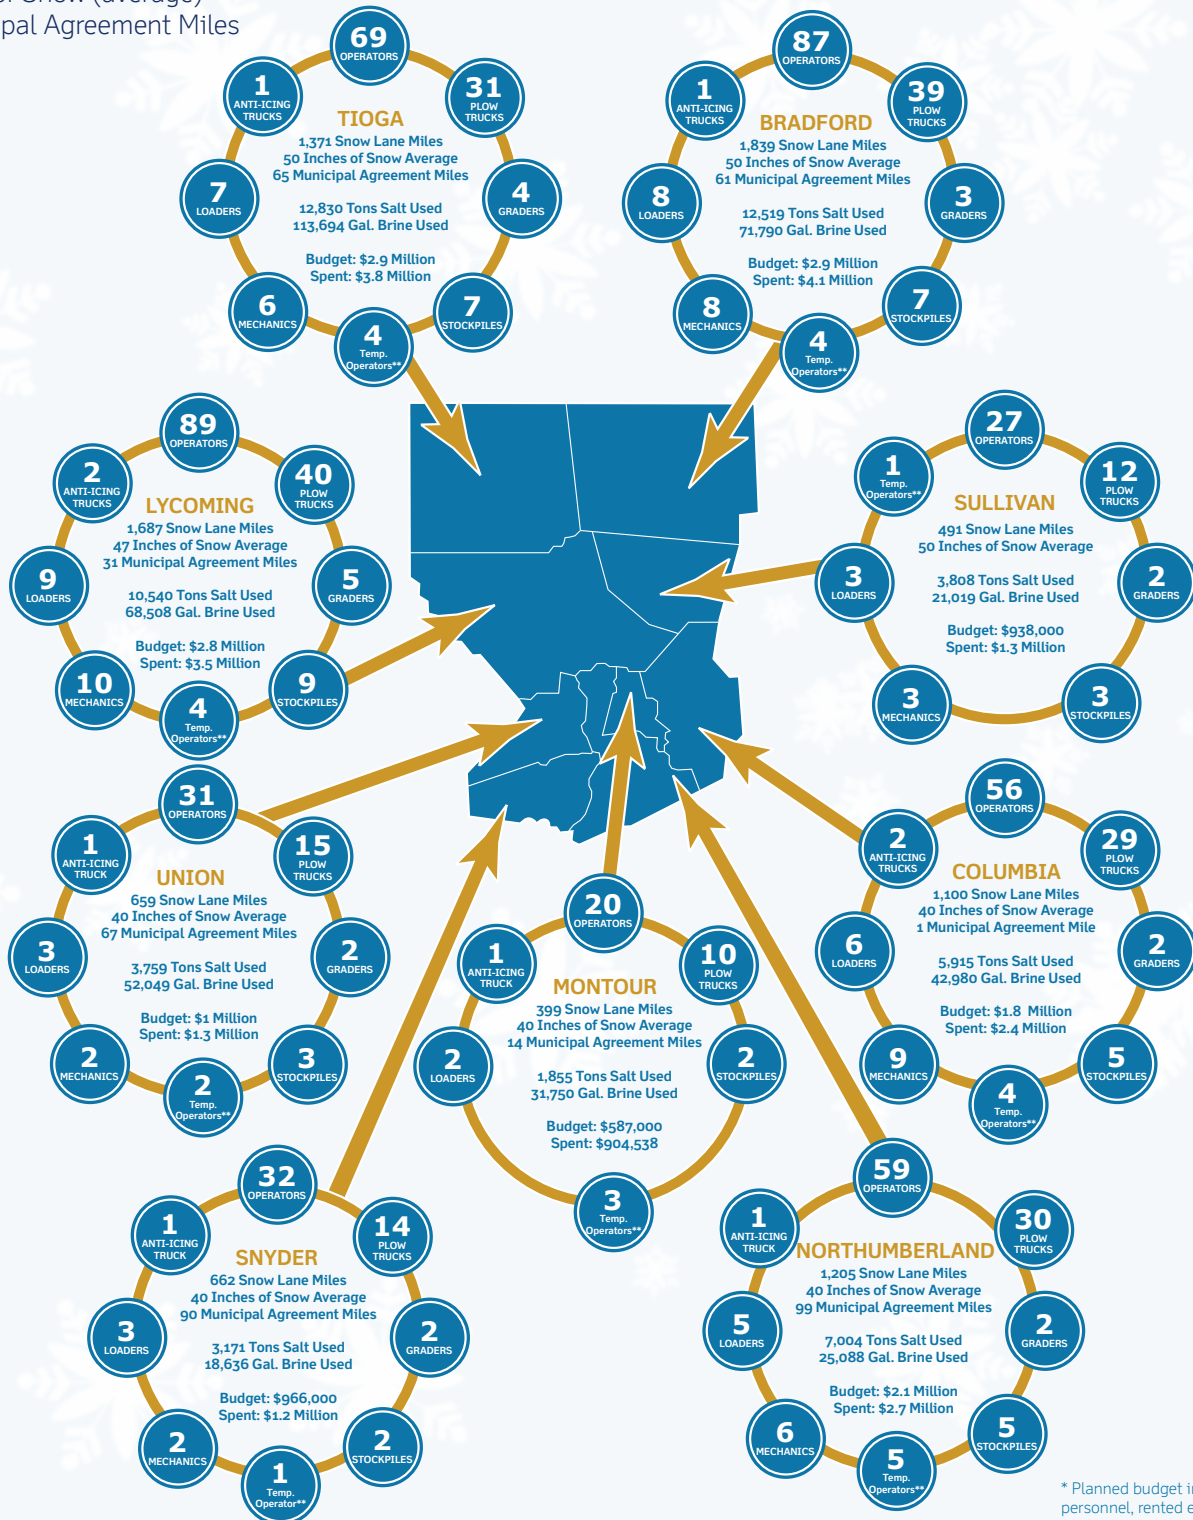 of Snow (average)
Agreement Miles
69
OPERATORS
1
ANTI-ICING
TRUCKS
31
PLOW
TRUCKS
TIOGA
1,371 Snow Lane Miles
50 Inches of Snow Average
65 Municipal Agreement Miles
7
LOADERS
4
GRADERS
12,830 Tons Salt Used
113,694 Gal. Brine Used
Budget: $2.9 Million
Spent: $3.8 Million
6
MECHANICS
7
STOCKPILES
4
Temp.
Operators**
87
OPERATORS
1
ANTI-ICING
TRUCKS
39
PLOW
TRUCKS
BRADFORD
1,839 Snow Lane Miles
50 Inches of Snow Average
61 Municipal Agreement Miles
8
LOADERS
3
GRADERS
12,519 Tons Salt Used
71,790 Gal. Brine Used
Budget: $2.9 Million
Spent: $4.1 Million
8
MECHANICS
7
STOCKPILES
4
Temp.
Operators**
89
OPERATORS
2
ANTI-ICING
TRUCKS
40
PLOW
TRUCKS
LYCOMING
1,687 Snow Lane Miles
47 Inches of Snow Average
31 Municipal Agreement Miles
9
LOADERS
5
GRADERS
10,540 Tons Salt Used
68,508 Gal. Brine Used
Budget: $2.8 Million
Spent: $3.5 Million
10
MECHANICS
9
STOCKPILES
4
Temp.
Operators**
27
OPERATORS
1
Temp.
Operators**
12
PLOW
TRUCKS
SULLIVAN
491 Snow Lane Miles
50 Inches of Snow Average
3
LOADERS
2
GRADERS
3,808 Tons Salt Used
21,019 Gal. Brine Used
Budget: $938,000
Spent: $1.3 Million
3
MECHANICS
3
STOCKPILES
31
OPERATORS
1
ANTI-ICING
TRUCK
15
PLOW
TRUCKS
UNION
659 Snow Lane Miles
40 Inches of Snow Average
67 Municipal Agreement Miles
3
LOADERS
2
GRADERS
3,759 Tons Salt Used
52,049 Gal. Brine Used
Budget: $1 Million
Spent: $1.3 Million
2
MECHANICS
3
STOCKPILES
2
Temp.
Operators**
20
OPERATORS
1
ANTI-ICING
TRUCK
10
PLOW
TRUCKS
MONTOUR
399 Snow Lane Miles
40 Inches of Snow Average
14 Municipal Agreement Miles
2
LOADERS
2
STOCKPILES
1,855 Tons Salt Used
31,750 Gal. Brine Used
Budget: $587,000
Spent: $904,538
3
Temp.
Operators**
56
OPERATORS
2
ANTI-ICING
TRUCKS
29
PLOW
TRUCKS
COLUMBIA
1,100 Snow Lane Miles
40 Inches of Snow Average
1 Municipal Agreement Mile
6
LOADERS
2
GRADERS
5,915 Tons Salt Used
42,980 Gal. Brine Used
Budget: $1.8 Million
Spent: $2.4 Million
9
MECHANICS
5
STOCKPILES
4
Temp.
Operators**
32
OPERATORS
1
ANTI-ICING
TRUCK
14
PLOW
TRUCKS
SNYDER
662 Snow Lane Miles
40 Inches of Snow Average
90 Municipal Agreement Miles
3
LOADERS
2
GRADERS
3,171 Tons Salt Used
18,636 Gal. Brine Used
Budget: $966,000
Spent: $1.2 Million
2
MECHANICS
2
STOCKPILES
1
Temp.
Operator**
59
OPERATORS
1
ANTI-ICING
TRUCK
30
PLOW
TRUCKS
NORTHUMBERLAND
1,205 Snow Lane Miles
40 Inches of Snow Average
99 Municipal Agreement Miles
5
LOADERS
2
GRADERS
7,004 Tons Salt Used
25,088 Gal. Brine Used
Budget: $2.1 Million
Spent: $2.7 Million
6
MECHANICS
5
STOCKPILES
5
Temp.
Operators**
* Planned budget
personnel, rented